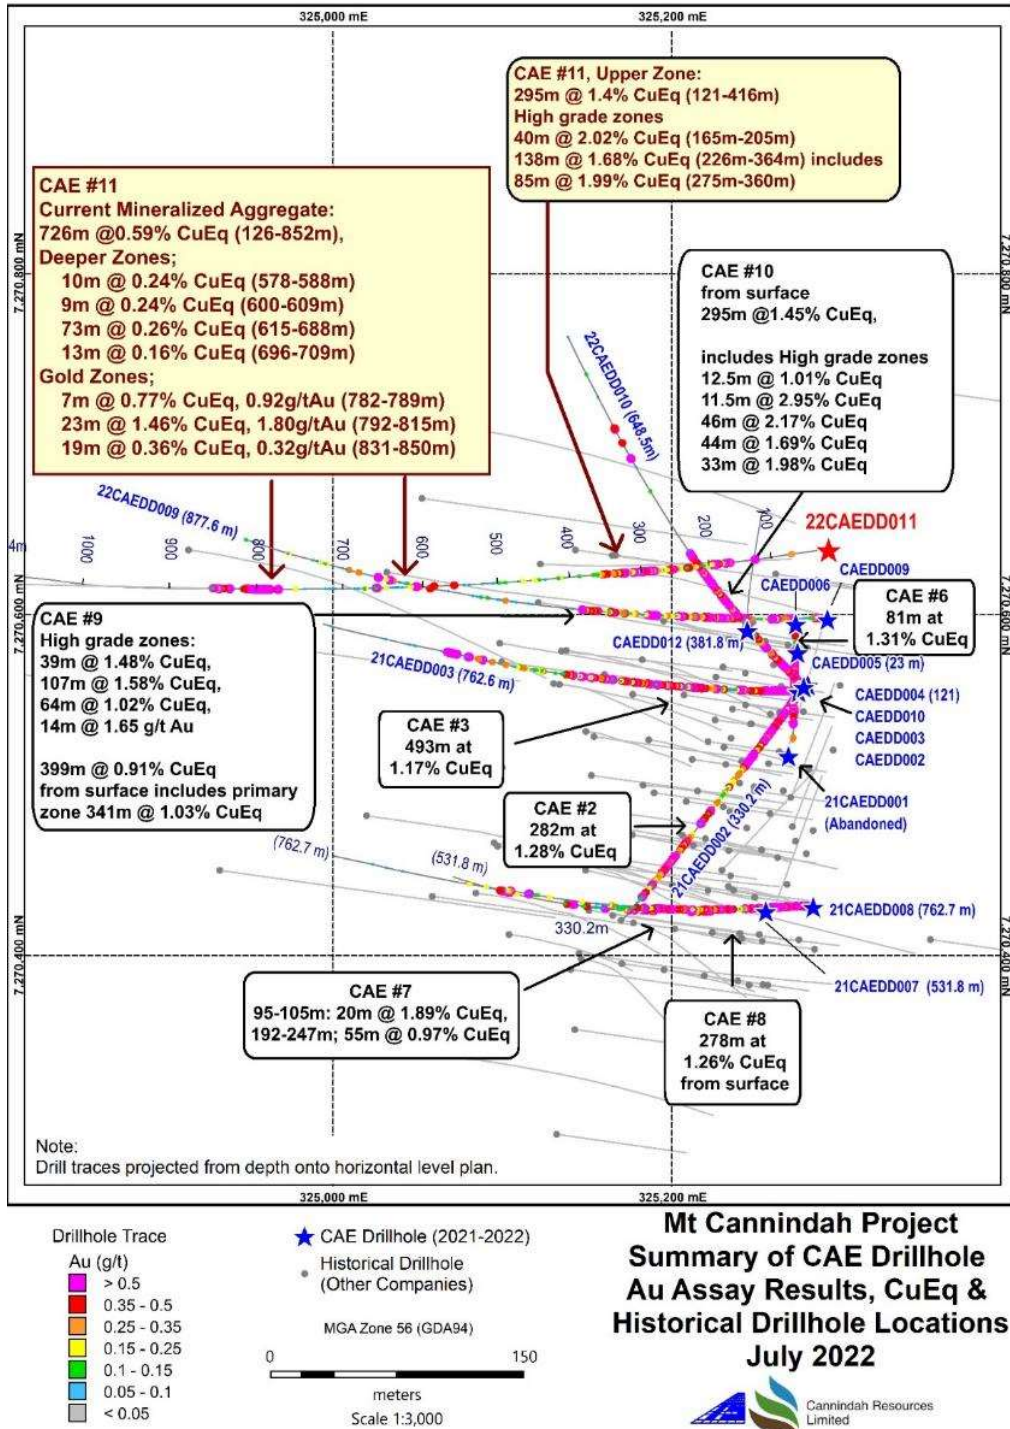 325,000 mE
325,200 mE
CAE #11, Upper Zone:
295m @ 1.4% CuEq (121-416m)
High grade zones
40m @ 2.02% CuEq (165m-205m)
138m @ 1.68% CuEq (226m-364m) includes
85m @ 1.99% CuEq (275m-360m)
CAE #11
Current Mineralized Aggregate:
726m @0.59% CuEq (126-852m),
Deeper Zones;
10m @ 0.24% CuEq (578-588m)
9m @ 0.24% CuEq (600-609m)
73m @ 0.26% CuEq (615-688m)
13m @ 0.16% CuEq (696-709m)
Gold Zones;
7m @ 0.77% CuEq, 0.92g/tAu (782-789m)
23m @ 1.46% CuEq, 1.80g/tAu (792-815m)
19m @ 0.36% CuEq, 0.32g/tAu (831-850m)
7,270,800 mN
7,270,800 mN
CAE #10
from surface
295m @1.45% CuEq,
includes High grade zones
12.5m @ 1.01% CuEq
11.5m @ 2.95% CuEq
46m @ 2.17% CuEq
44m @ 1.69% CuEq
33m @ 1.98% CuEq
22CAEDD010 (648.5m)
22CAEDD009 (877.6 m)
22CAEDD011
4m
1000
900
800
700
600
500
400
300
200
100
CAEDD009
CAEDD006
7,270,600 mN
7,270,600 mN
CAE #6
81m at
1.31% CuEq
CAEDD012 (381.8 m)
CAEDD005 (23 m)
CAE #9
High grade zones:
39m @ 1.48% CuEq,
107m @ 1.58% CuEq,
64m @ 1.02% CuEq,
14m @ 1.65 g/t Au
399m @ 0.91% CuEq
from surface includes primary
zone 341m @ 1.03% CuEq
21CAEDD003 (762.6 m)
CAEDD004 (121)
CAEDD010
CAEDD003
CAEDD002
CAE #3
493m at
1.17% CuEq
21CAEDD001
(Abandoned)
CAE #2
282m at
1.28% CuEq
21CAEDD002 (330.2 m)
(762.7 m)
(531.8 m)
330.2m
21CAEDD008 (762.7 m)
7,270,400 mN
7,270,400 mN
21CAEDD007 (531.8 m)
CAE #7
95-105m: 20m @ 1.89% CuEq,
192-247m; 55m @ 0.97% CuEq
CAE #8
278m at
1.26% CuEq
from surface
Note:
Drill traces projected from depth onto horizontal level plan.
325,000 mE
325,200 mE
Drillhole Trace
Au (g/t)
> 0.5
0.35 - 0.5
0.25 - 0.35
0.15 - 0.25
0.1 - 0.15
0.05 - 0.1
< 0.05
CAE Drillhole (2021-2022)
Historical Drillhole
(Other Companies)
MGA Zone 56 (GDA94)
0
150
meters
Scale 1:3,000
Mt Cannindah Project
Summary of CAE Drillhole
Au Assay Results, CuEq &
Historical Drillhole Locations
July 2022
Cannindah Resources
Limited